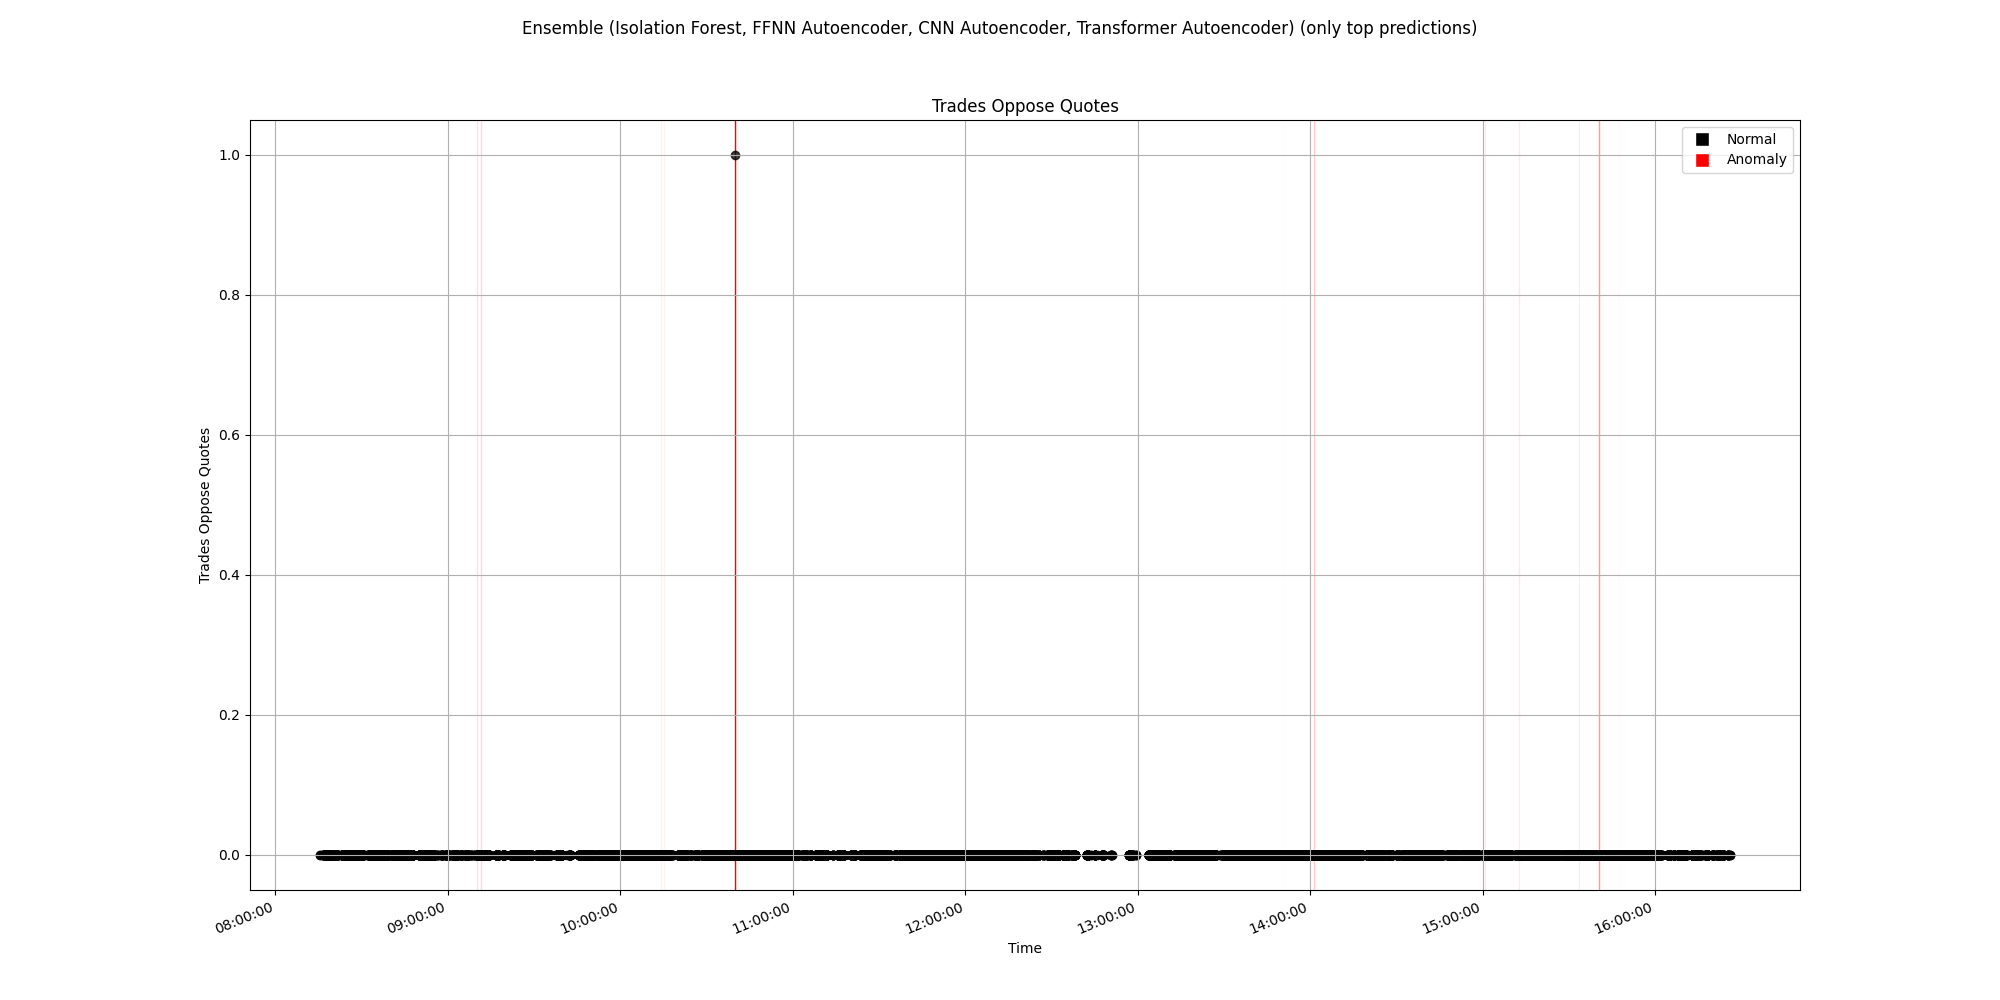 Ensemble (Isolation Forest, FFNN Autoencoder, CNN Autoencoder, Transformer Autoencoder) (only top predictions)
Trades Oppose Quotes
Normal
Anomaly
Trades Oppose Quotes
1.0
0.8
0.6
0.4
0.2
0.0
08:00:00
09:00:00
10:00:00
11:00:00
12:00:00
13:00:00
14:00:00
15:00:00
16:00:00
Time